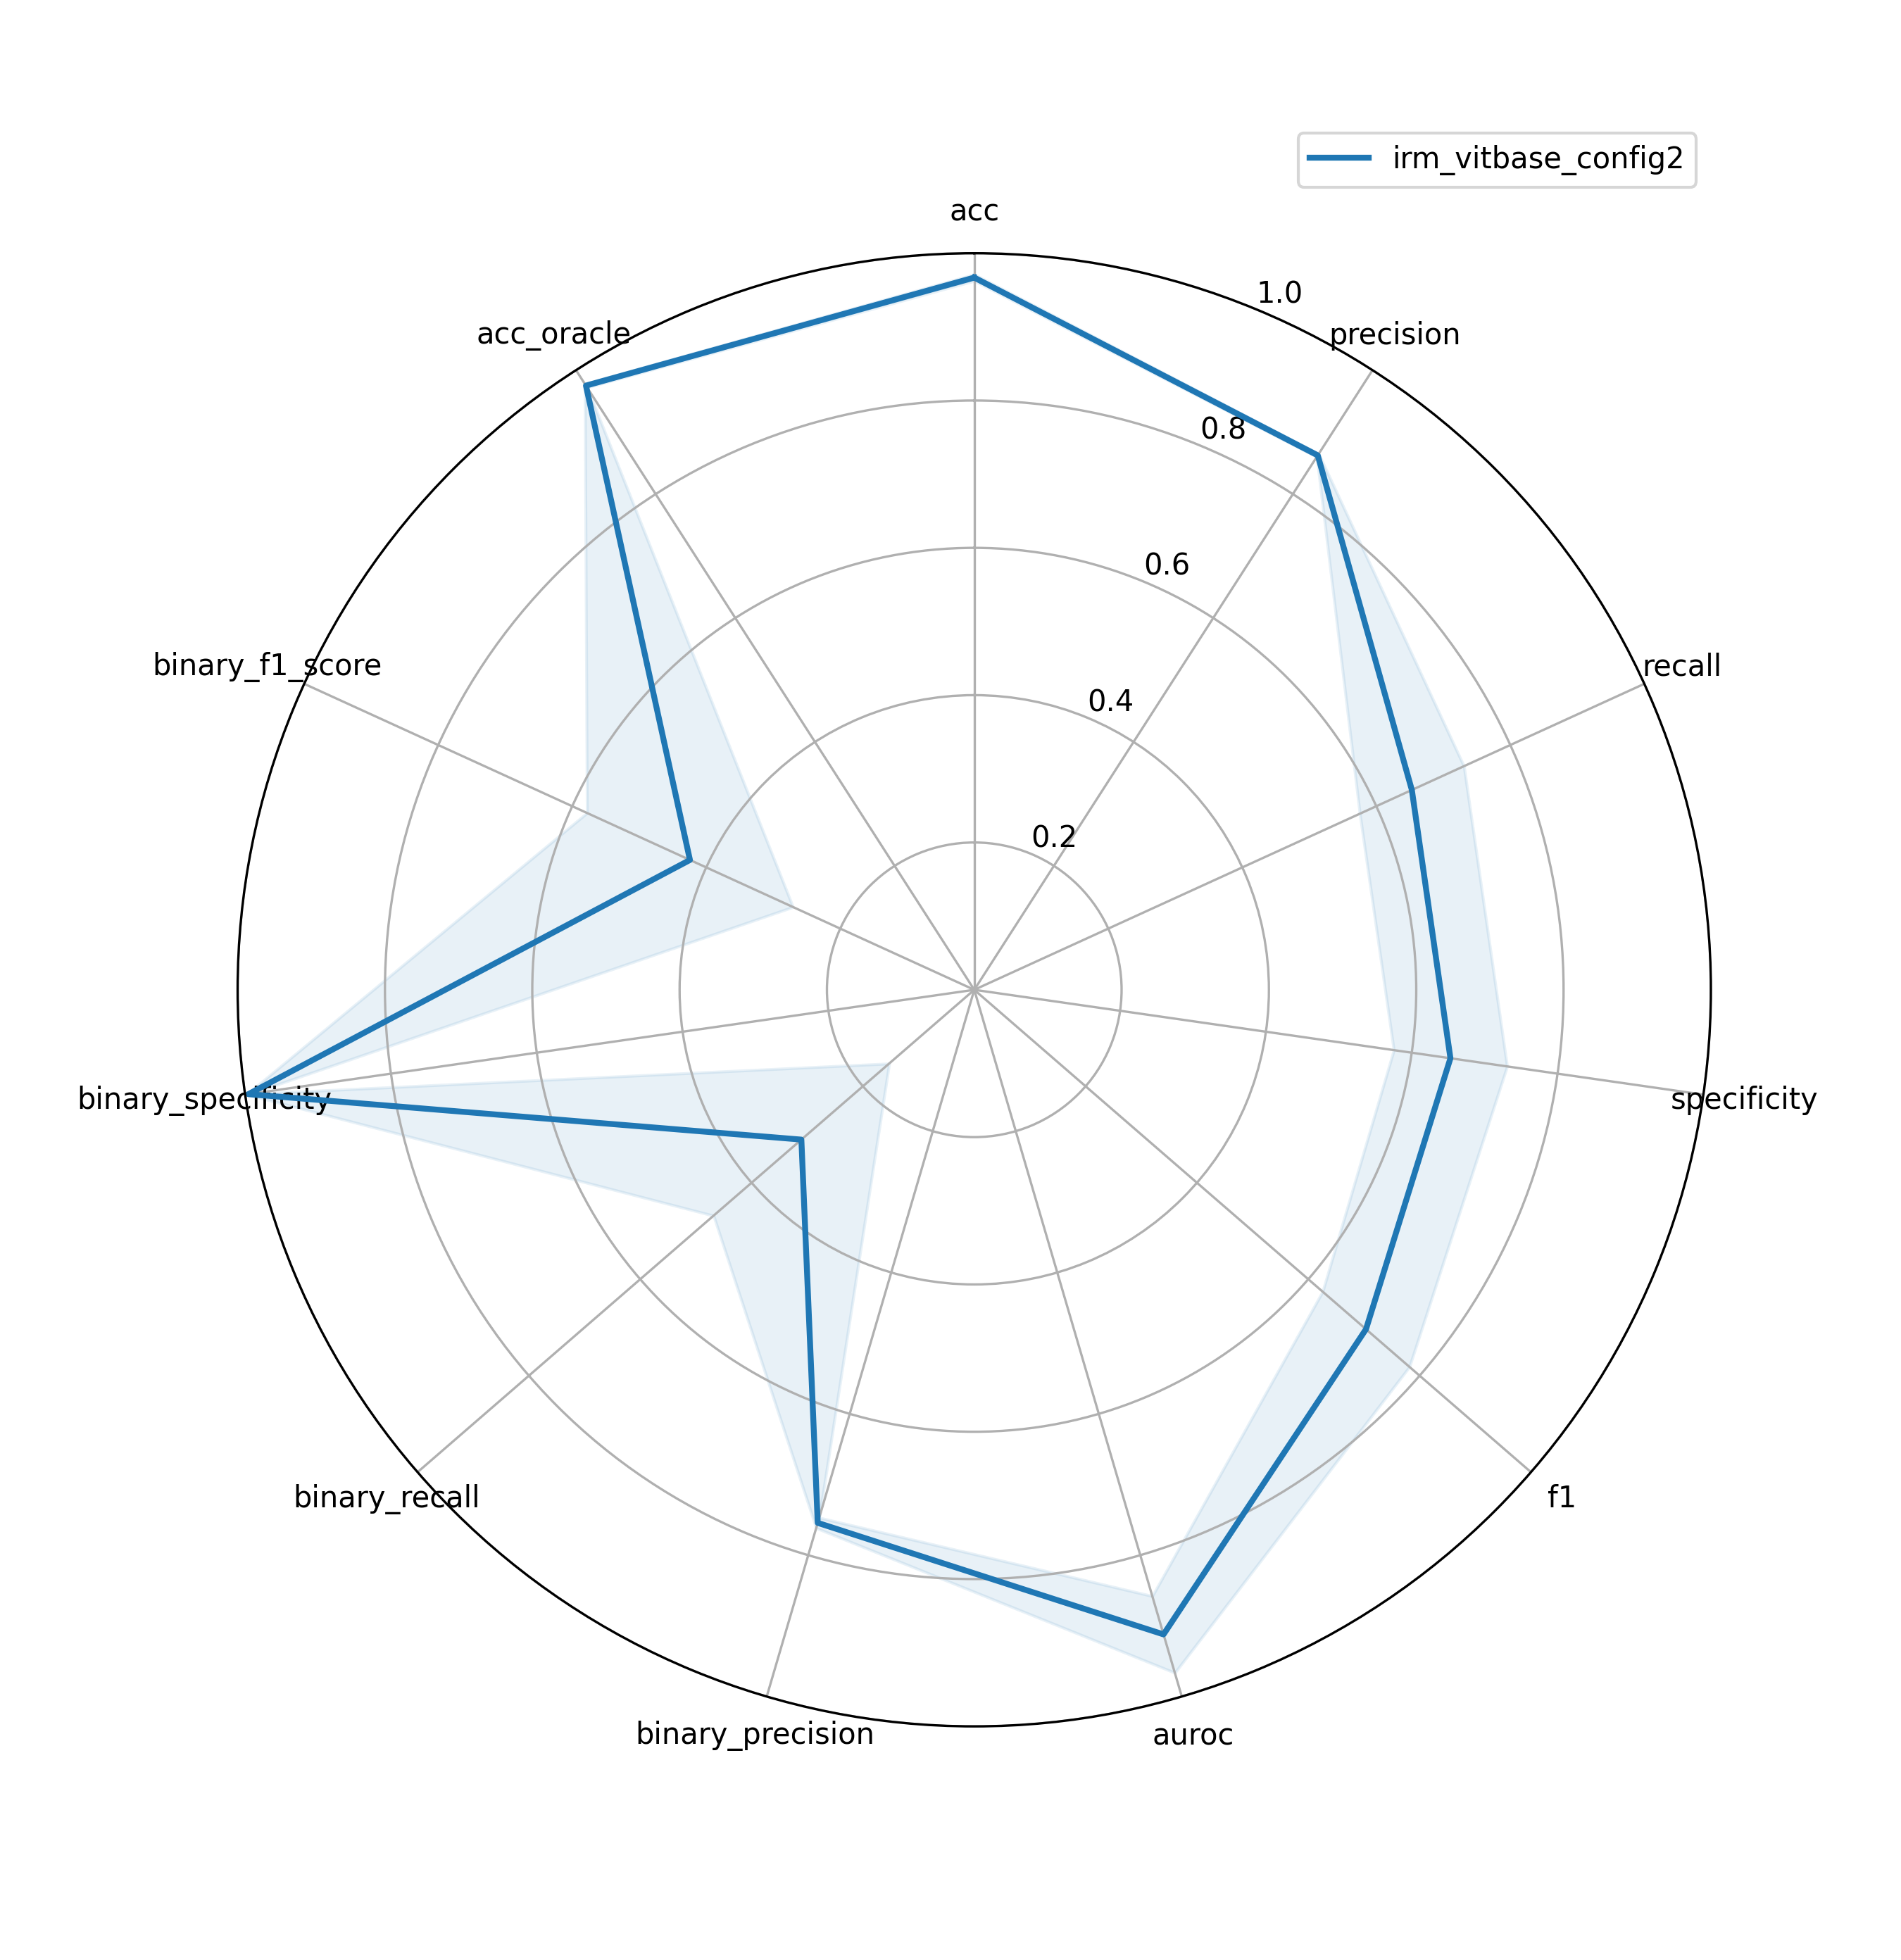 irm_vitbase_config2
acc
1.0
acc_oracle
precision
0.8
0.6
binary_f1_score
recall
0.4
0.2
binary_specificity
specificity
binary_recall
f1
binary_precision
auroc